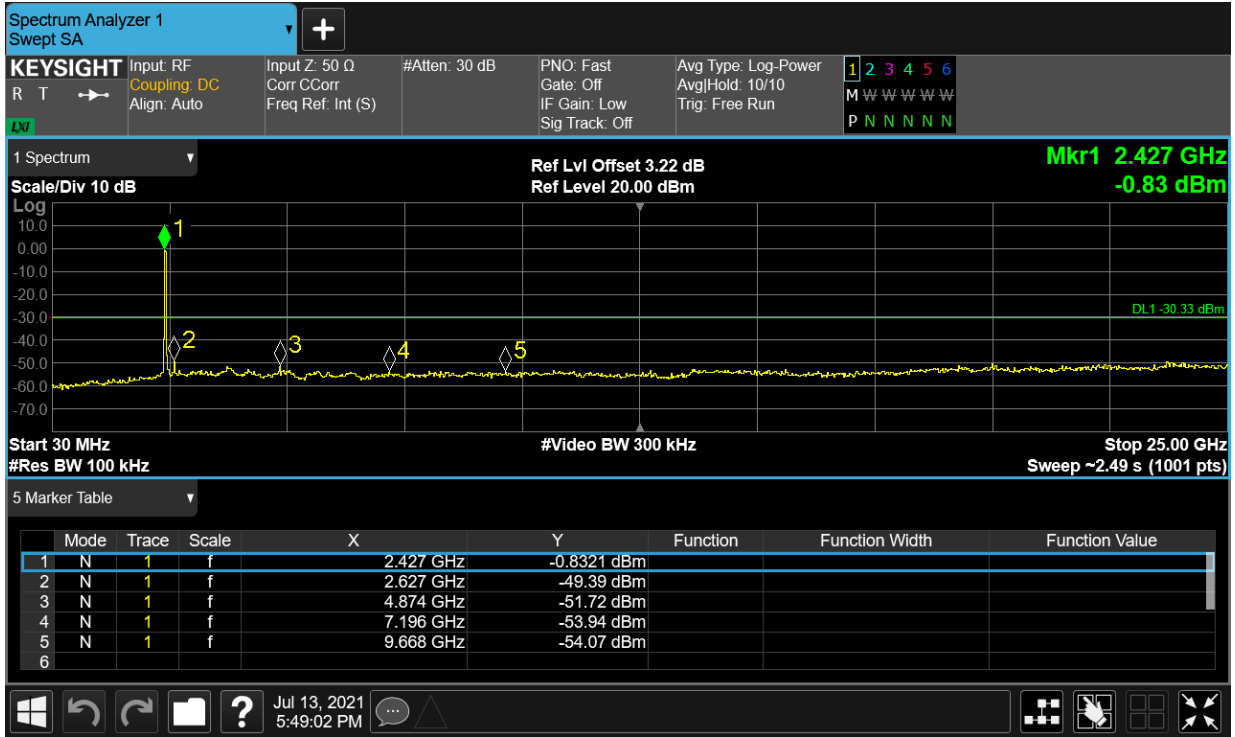 Spectrum Analyzer 1
Swept SA
KEYSIGHT
R T
LXI
Input: RF
Coupling: DC
Align: Auto
Input Z: 50 Ω
Corr CCorr
Freq Ref: Int (S)
#Atten: 30 dB
PNO: Fast
Gate: Off
IF Gain: Low
Sig Track: Off
Avg Type: Log-Power
Avg|Hold: 10/10
Trig: Free Run
1 2 3 4 5 6
M W W W W W
P N N N N N
1 Spectrum
Scale/Div 10 dB
Ref Lvl Offset 3.22 dB
Ref Level 20.00 dBm
Mkr1 2.427 GHz
-0.83 dBm
Log
10.0
0.00
-10.0
-20.0
-30.0
-40.0
-50.0
-60.0
-70.0
1
2
3
4
5
DL1 -30.33 dBm
Start 30 MHz
#Video BW 300 kHz
Stop 25.00 GHz
#Res BW 100 kHz
Sweep ~2.49 s (1001 pts)
5 Marker Table
Mode Trace Scale X Y Function Function Width Function Value
1 N 1 f 2.427 GHz -0.8321 dBm
2 N 1 f 2.627 GHz -49.39 dBm
3 N 1 f 4.874 GHz -51.72 dBm
4 N 1 f 7.196 GHz -53.94 dBm
5 N 1 f 9.668 GHz -54.07 dBm
6
?
Jul 13, 2021
5:49:02 PM